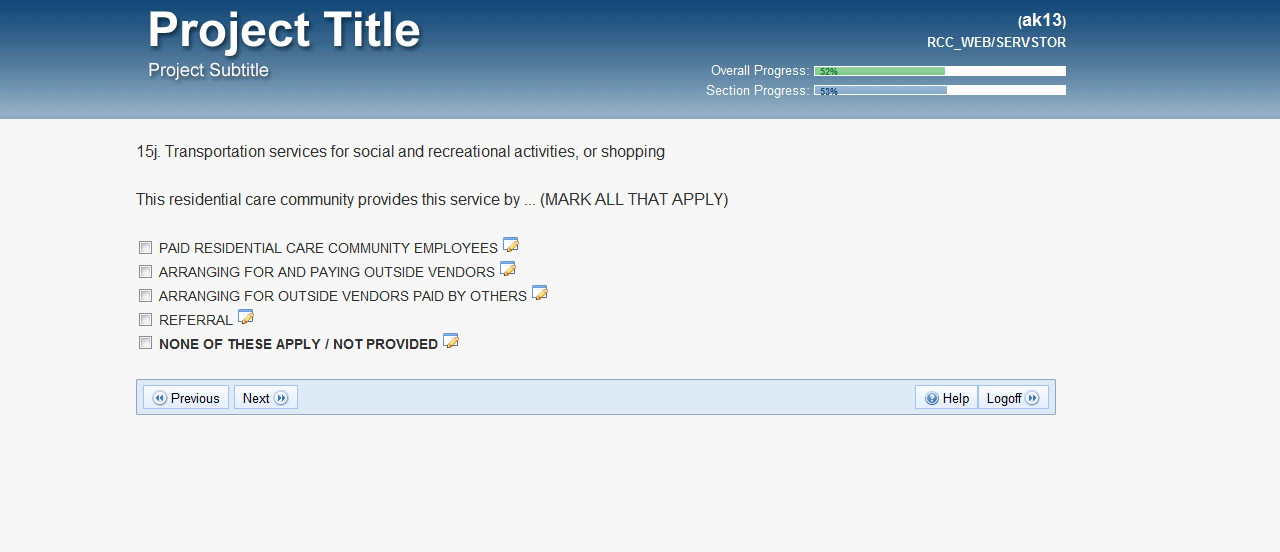 Project Title
Project Subtitle
(ak13)
RCC_WEB/SERVSTOR
Overall Progress: 52%
Section Progress: 53%
15j. Transportation services for social and recreational activities, or shopping
This residential care community provides this service by ... (MARK ALL THAT APPLY)
PAID RESIDENTIAL CARE COMMUNITY EMPLOYEES
ARRANGING FOR AND PAYING OUTSIDE VENDORS
ARRANGING FOR OUTSIDE VENDORS PAID BY OTHERS
REFERRAL
NONE OF THESE APPLY / NOT PROVIDED
Previous Next Help Logoff